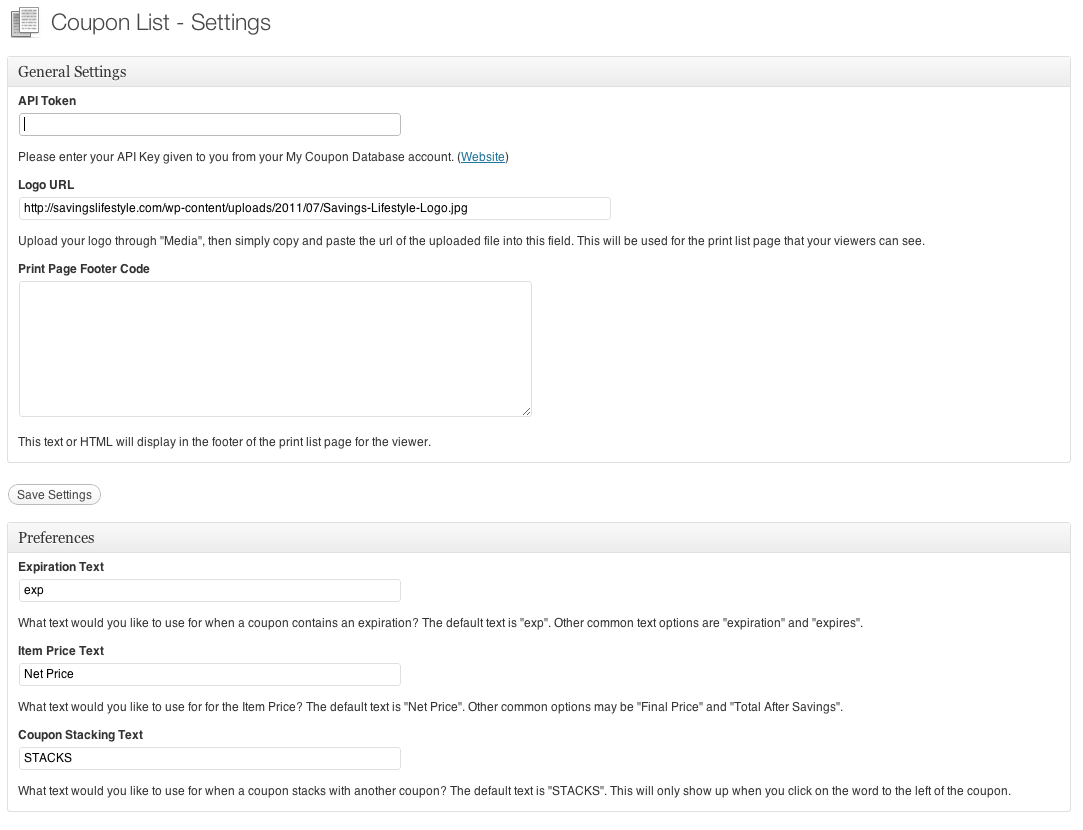 Coupon List - Settings
General Settings
API Token
Please enter your API Key given to you from your My Coupon Database account. (Website)
Logo URL
http://savingslifestyle.com/wp-content/uploads/2011/07/Savings-Lifestyle-Logo.jpg
Upload your logo through "Media", then simply copy and paste the url of the uploaded file into this field. This will be used for the print list page that your viewers can see.
Print Page Footer Code
This text or HTML will display in the footer of the print list page for the viewer.
Save Settings
Preferences
Expiration Text
exp
What text would you like to use for when a coupon contains an expiration? The default text is "exp". Other common text options are "expiration" and "expires".
Item Price Text
Net Price
What text would you like to use for for the Item Price? The default text is "Net Price". Other common options may be "Final Price" and "Total After Savings".
Coupon Stacking Text
STACKS
What text would you like to use for when a coupon stacks with another coupon? The default text is "STACKS". This will only show up when you click on the word to the left of the coupon.